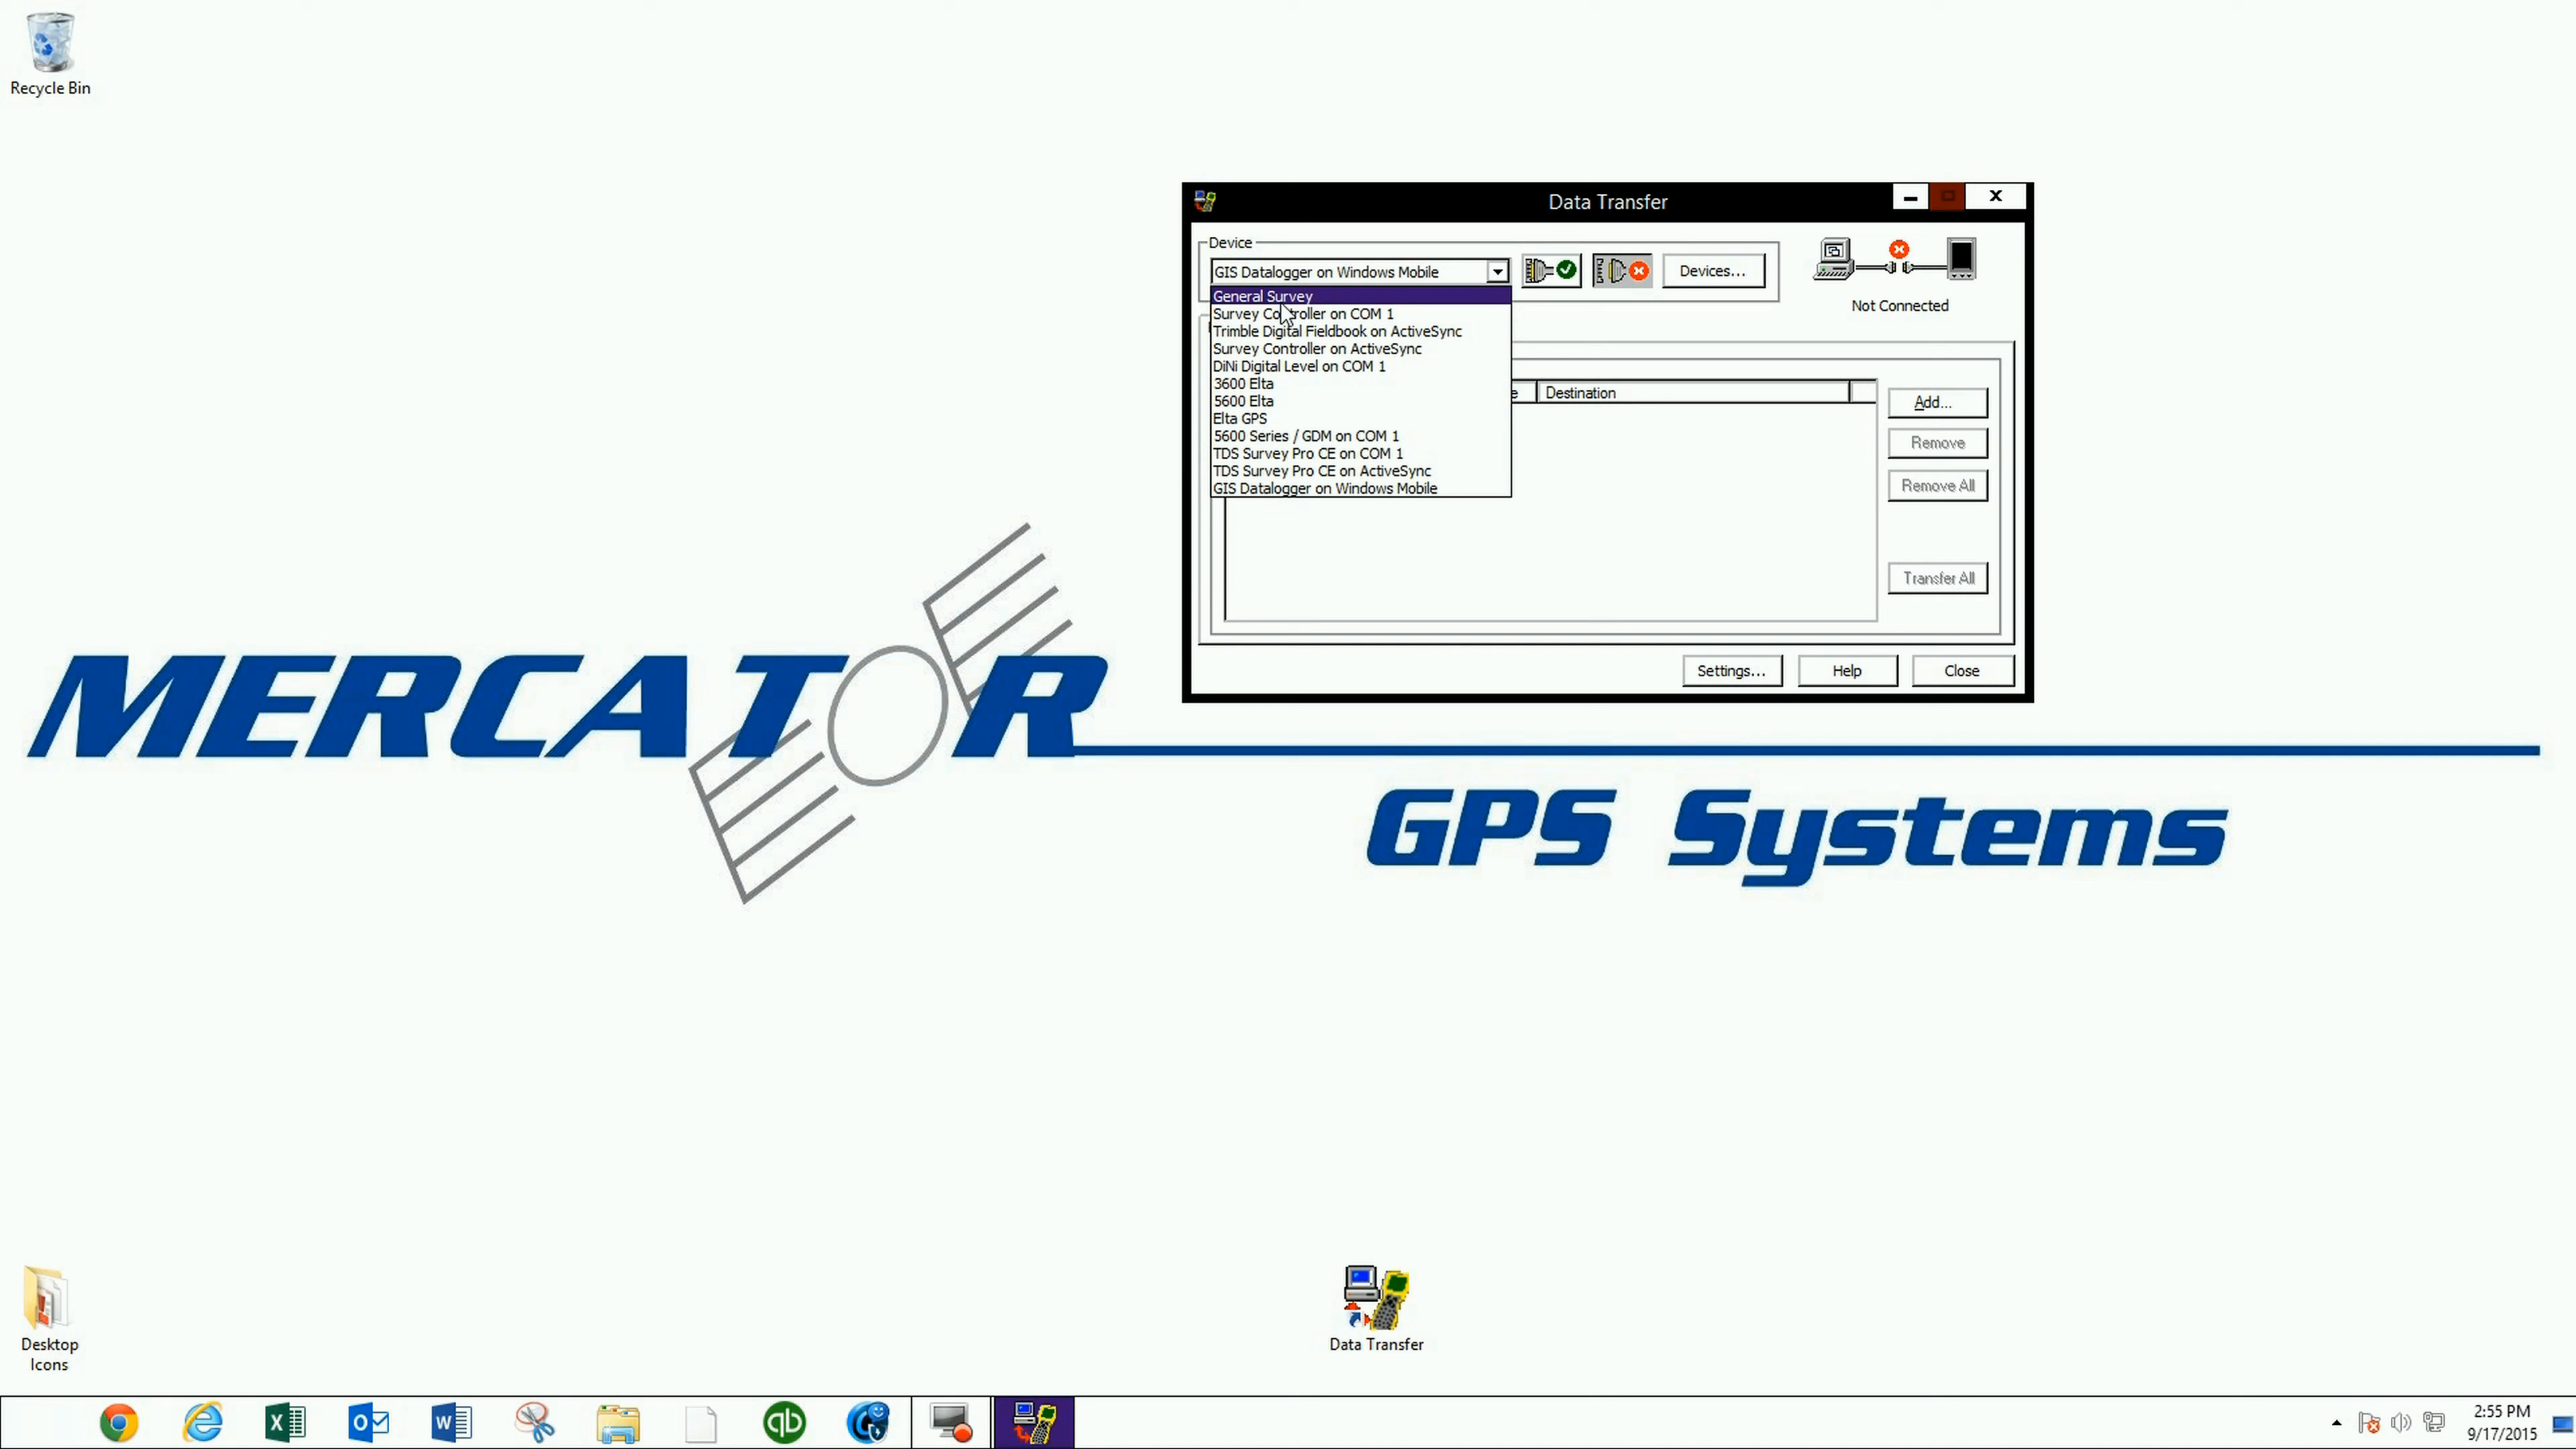 Recycle Bin
Data Transfer
Device
GIS Datalogger on Windows Mobile
Devices...
Not Connected
General Survey
Survey Controller on COM 1
Trimble Digital Fieldbook on ActiveSync
Survey Controller on ActiveSync
DiNi Digital Level on COM 1
3600 Elta
5600 Elta
Elta GPS
5600 Series / GDM on COM 1
TDS Survey Pro CE on COM 1
TDS Survey Pro CE on ActiveSync
GIS Datalogger on Windows Mobile
Destination
Add...
Remove
Remove All
Transfer All
Settings...
Help
Close
MERCATOR
GPS Systems
Desktop
Icons
Data Transfer
2:55 PM
9/17/2015